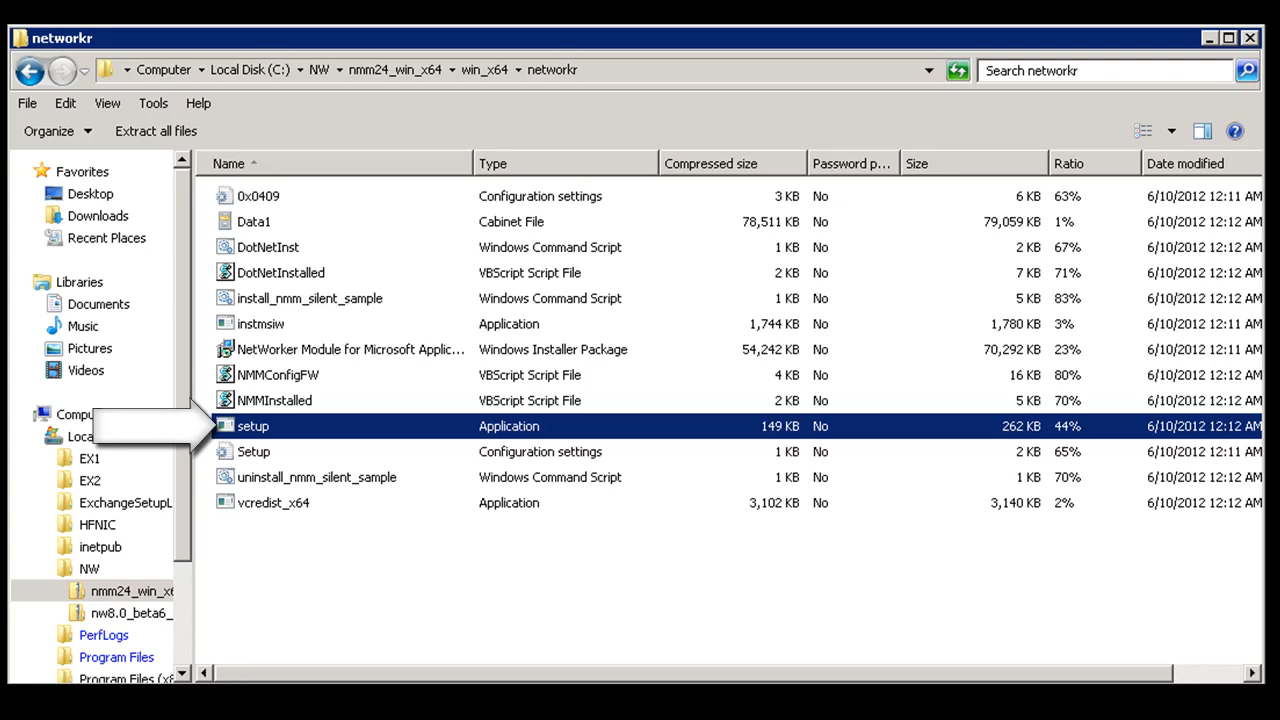 networkr
Computer Local Disk (C:) NW nmm24_win_x64 win_x64 networkr
Search networkr
File Edit View Tools Help
Organize Extract all files
Name Type Compressed size Password p... Size Ratio Date modified
0x0409 Configuration settings 3 KB No 6 KB 63% 6/10/2012 12:11 AM
Data1 Cabinet File 78,511 KB No 79,059 KB 1% 6/10/2012 12:11 AM
DotNetInst Windows Command Script 1 KB No 2 KB 67% 6/10/2012 12:12 AM
DotNetInstalled VBScript Script File 2 KB No 7 KB 71% 6/10/2012 12:12 AM
install_nmm_silent_sample Windows Command Script 1 KB No 5 KB 83% 6/10/2012 12:12 AM
instmsiw Application 1,744 KB No 1,780 KB 3% 6/10/2012 12:11 AM
NetWorker Module for Microsoft Applic... Windows Installer Package 54,242 KB No 70,292 KB 23% 6/10/2012 12:11 AM
NMMConfigFW VBScript Script File 4 KB No 16 KB 80% 6/10/2012 12:12 AM
NMMInstalled VBScript Script File 2 KB No 5 KB 70% 6/10/2012 12:12 AM
setup Application 149 KB No 262 KB 44% 6/10/2012 12:12 AM
Setup Configuration settings 1 KB No 2 KB 65% 6/10/2012 12:12 AM
uninstall_nmm_silent_sample Windows Command Script 1 KB No 1 KB 70% 6/10/2012 12:12 AM
vcredist_x64 Application 3,102 KB No 3,140 KB 2% 6/10/2012 12:12 AM
Favorites
Desktop
Downloads
Recent Places
Libraries
Documents
Music
Pictures
Videos
Compu
Loca
EX1
EX2
ExchangeSetupL
HFNIC
inetpub
NW
nmm24_win_x6
nw8.0_beta6_
PerfLogs
Program Files
Program Files (x8